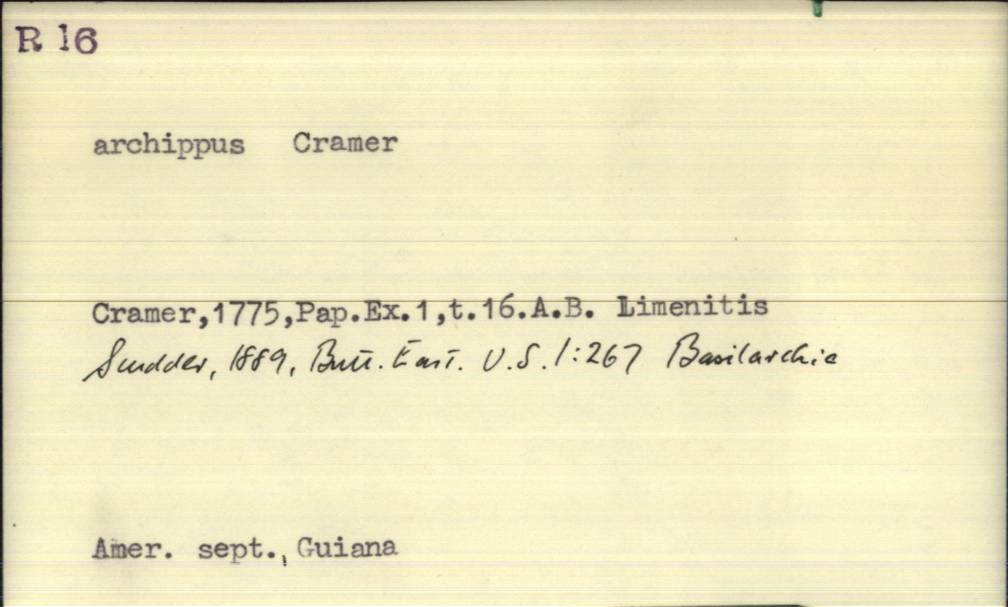 R 16
archippus Cramer
Cramer,1775,Pap.Ex.1,t.16.A.B. Limenitis
Scudder, 1889, Butt. East. U.S. 1:267 Basilarchia
Amer. sept., Guiana